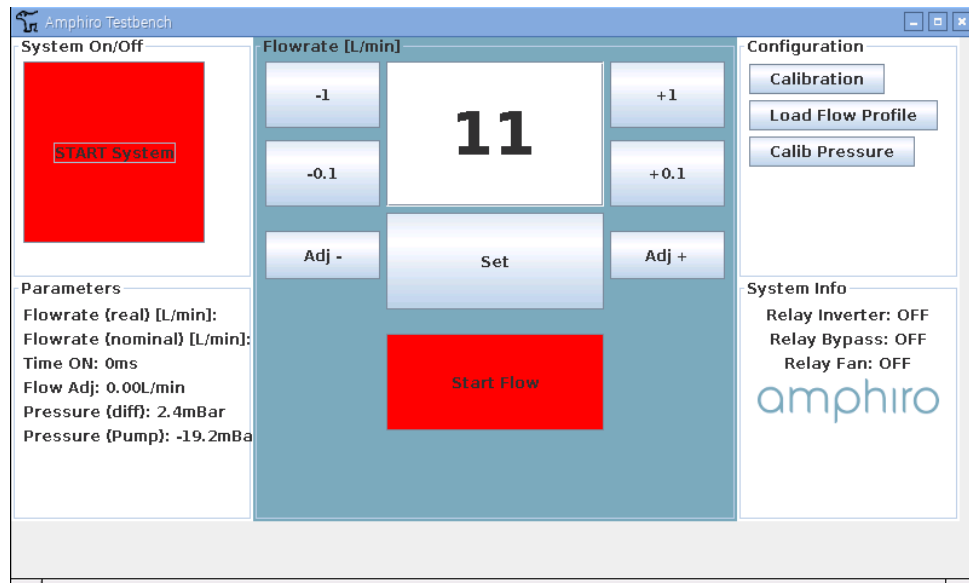 Amphiro Testbench
System On/Off
START System
Flowrate [L/min]
-1
11
+1
-0.1
+0.1
Adj -
Set
Adj +
Start Flow
Configuration
Calibration
Load Flow Profile
Calib Pressure
Parameters
Flowrate (real) [L/min]:
Flowrate (nominal) [L/min]:
Time ON: 0ms
Flow Adj: 0.00L/min
Pressure (diff): 2.4mBar
Pressure (Pump): -19.2mBa
System Info
Relay Inverter: OFF
Relay Bypass: OFF
Relay Fan: OFF
amphiro